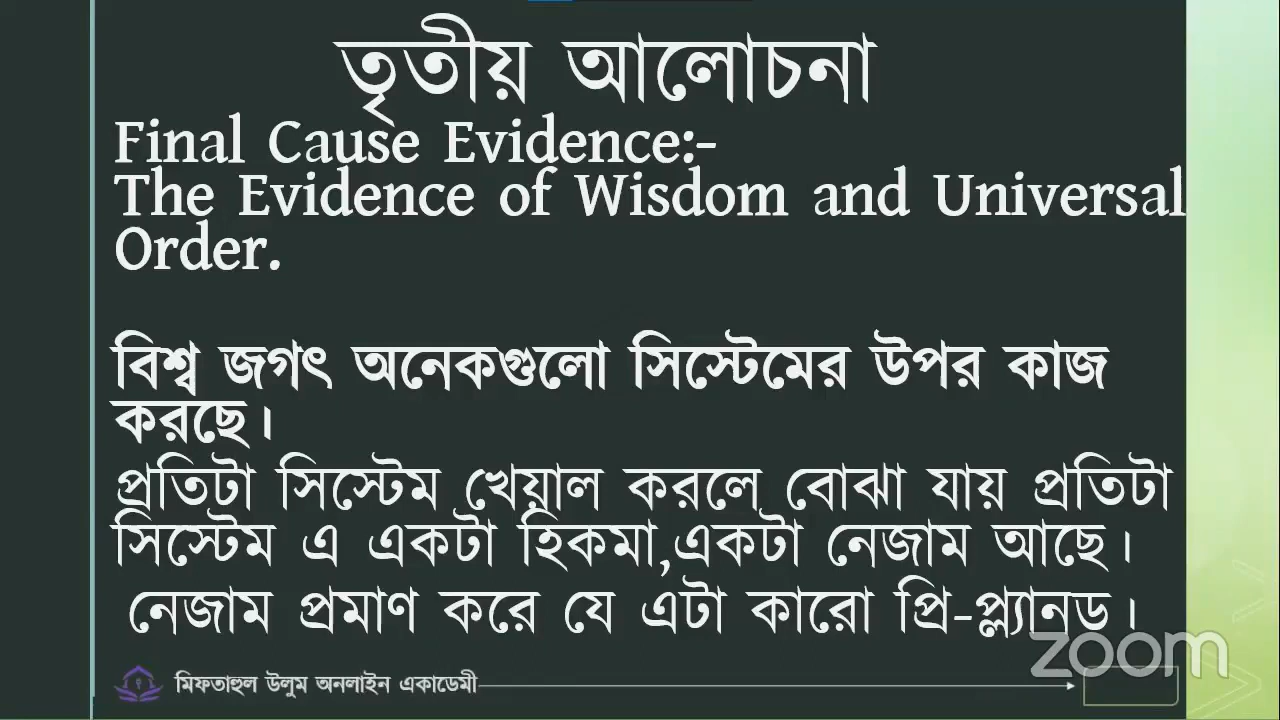 তৃতীয় আলোচনা
Final Cause Evidence:-
The Evidence of Wisdom and Universal
Order.
বিশ্ব জগৎ অনেকগুলো সিস্টেমের উপর কাজ
করছে।
প্রতিটা সিস্টেম খেয়াল করলে বোঝা যায় প্রতিটা
সিস্টেম এ একটা হিকমা,একটা নেজাম আছে।
নেজাম প্রমাণ করে যে এটা কারো প্রি-প্ল্যানড।
zoom
মিফতাহুল উলুম অনলাইন একাডেমী